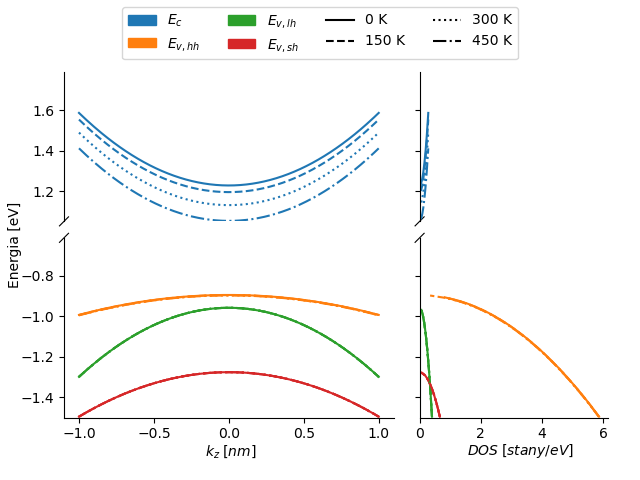 E_c E_{v, lh} 0 K 300 K
E_{v, hh} E_{v, sh} 150 K 450 K
Energia [eV]
1.6
1.4
1.2
−0.8
−1.0
−1.2
−1.4
−1.0 −0.5 0.0 0.5 1.0
k_z [nm]
0 2 4 6
DOS [stany/eV]